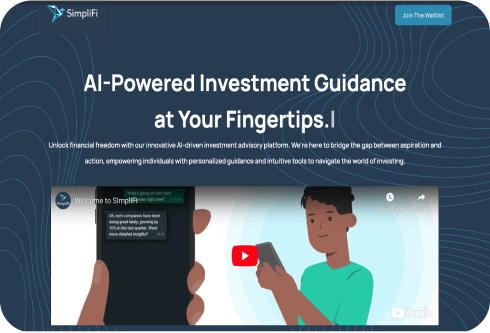 SimpliFi
Join The Waitlist
AI-Powered Investment Guidance
at Your Fingertips.
Unlock financial freedom with our innovative AI-driven investment advisory platform. We're here to bridge the gap between aspiration and
action, empowering individuals with personalized guidance and intuitive tools to navigate the world of investing.
SimpliFi
Welcome to SimpliFi
What's going on with tech
companies right now?
Oh, tech companies have been
doing great lately, growing by
10% in the last quarter. Want
more detailed insights?
YouTube